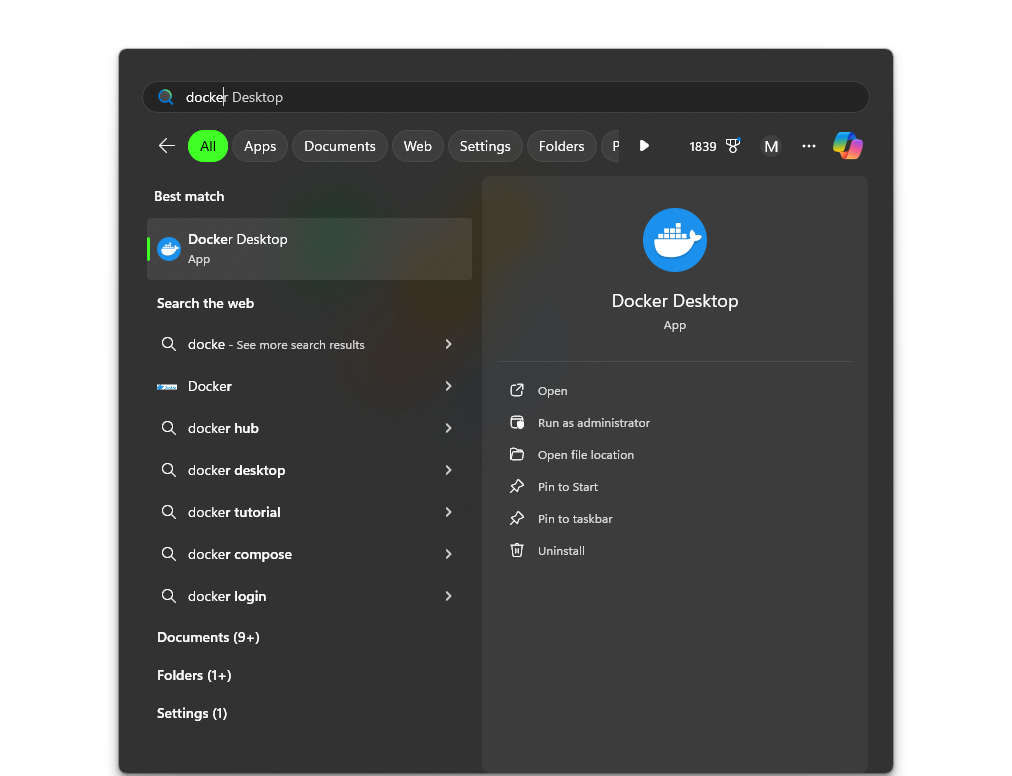 docker Desktop
All Apps Documents Web Settings Folders P 1839 M
Best match
Docker Desktop
App
Search the web
docke - See more search results
Docker
docker hub
docker desktop
docker tutorial
docker compose
docker login
Documents (9+)
Folders (1+)
Settings (1)
Docker Desktop
App
Open
Run as administrator
Open file location
Pin to Start
Pin to taskbar
Uninstall